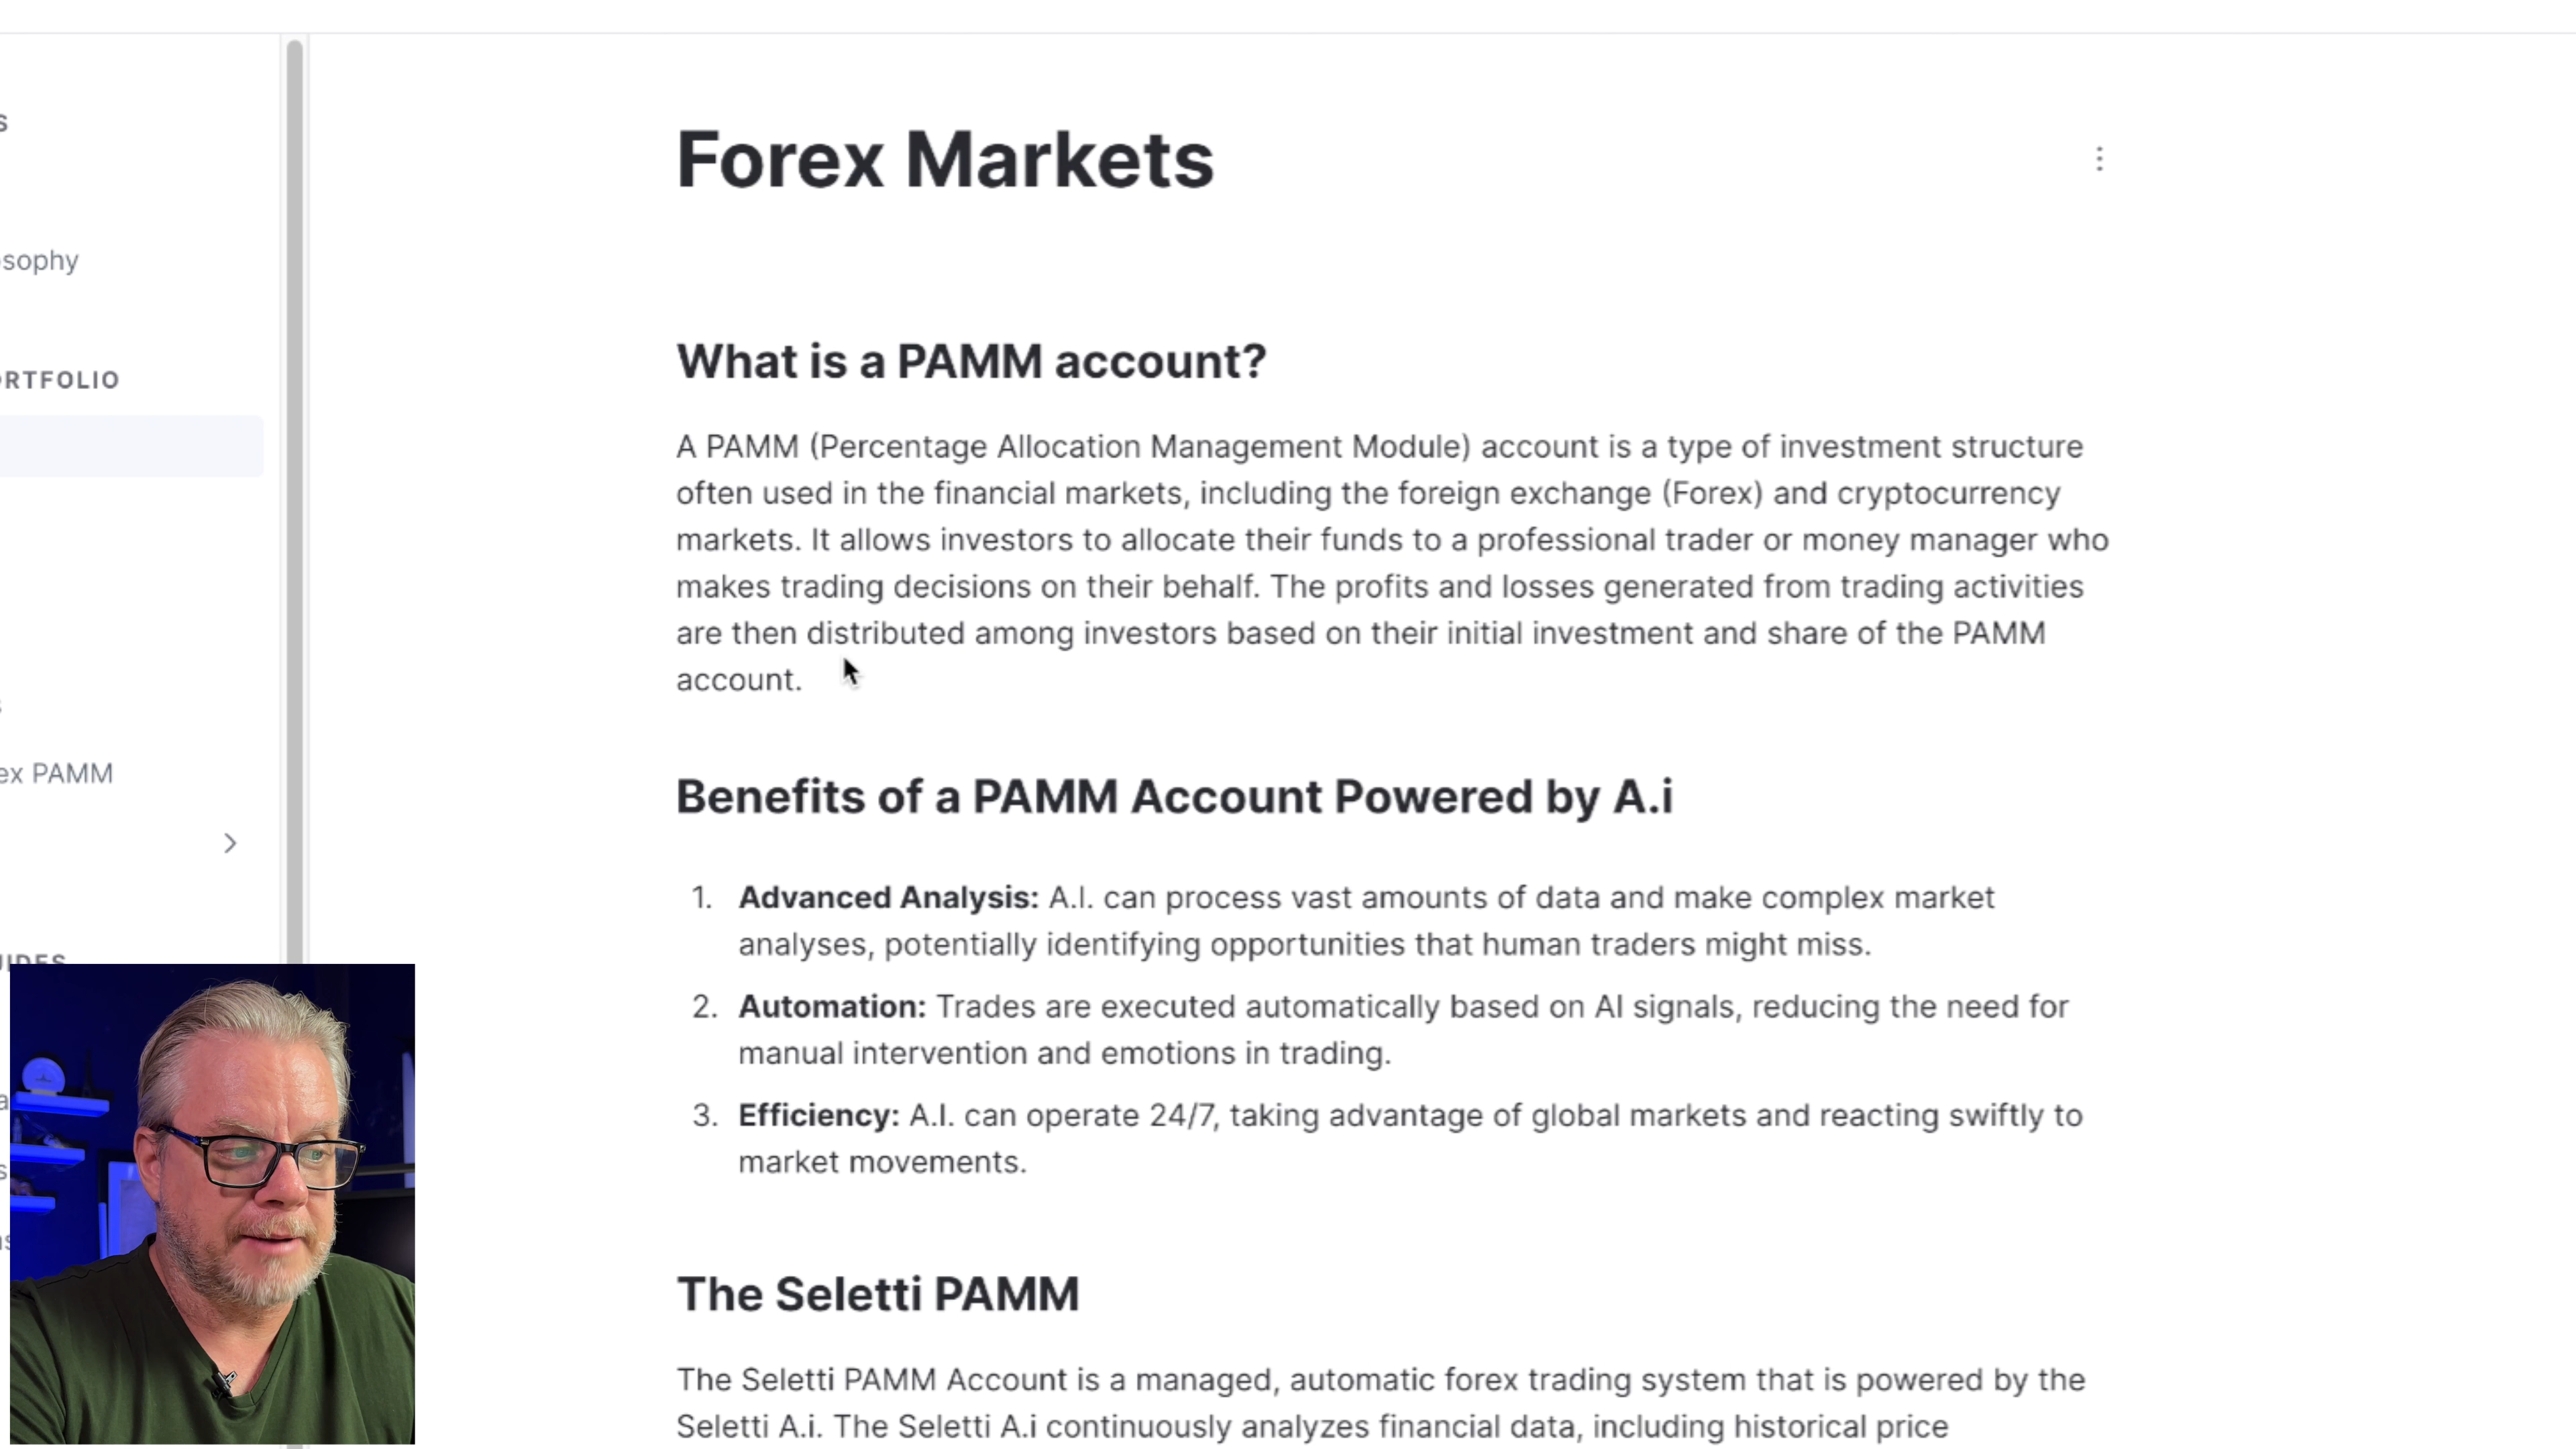 Forex Markets
What is a PAMM account?
A PAMM (Percentage Allocation Management Module) account is a type of investment structure
often used in the financial markets, including the foreign exchange (Forex) and cryptocurrency
markets. It allows investors to allocate their funds to a professional trader or money manager who
makes trading decisions on their behalf. The profits and losses generated from trading activities
are then distributed among investors based on their initial investment and share of the PAMM
account.
Benefits of a PAMM Account Powered by A.i
1. Advanced Analysis: A.I. can process vast amounts of data and make complex market
analyses, potentially identifying opportunities that human traders might miss.
2. Automation: Trades are executed automatically based on AI signals, reducing the need for
manual intervention and emotions in trading.
3. Efficiency: A.I. can operate 24/7, taking advantage of global markets and reacting swiftly to
market movements.
The Seletti PAMM
The Seletti PAMM Account is a managed, automatic forex trading system that is powered by the
Seletti A.i. The Seletti A.i continuously analyzes financial data, including historical price
osophy
ORTFOLIO
ex PAMM